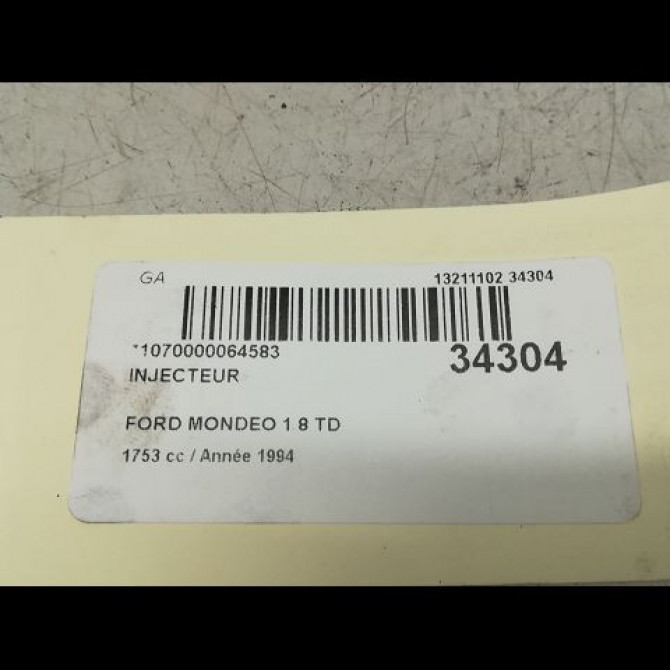 GA 13211102 34304
*1070000064583 34304
INJECTEUR
FORD MONDEO 1 8 TD
1753 cc / Année 1994